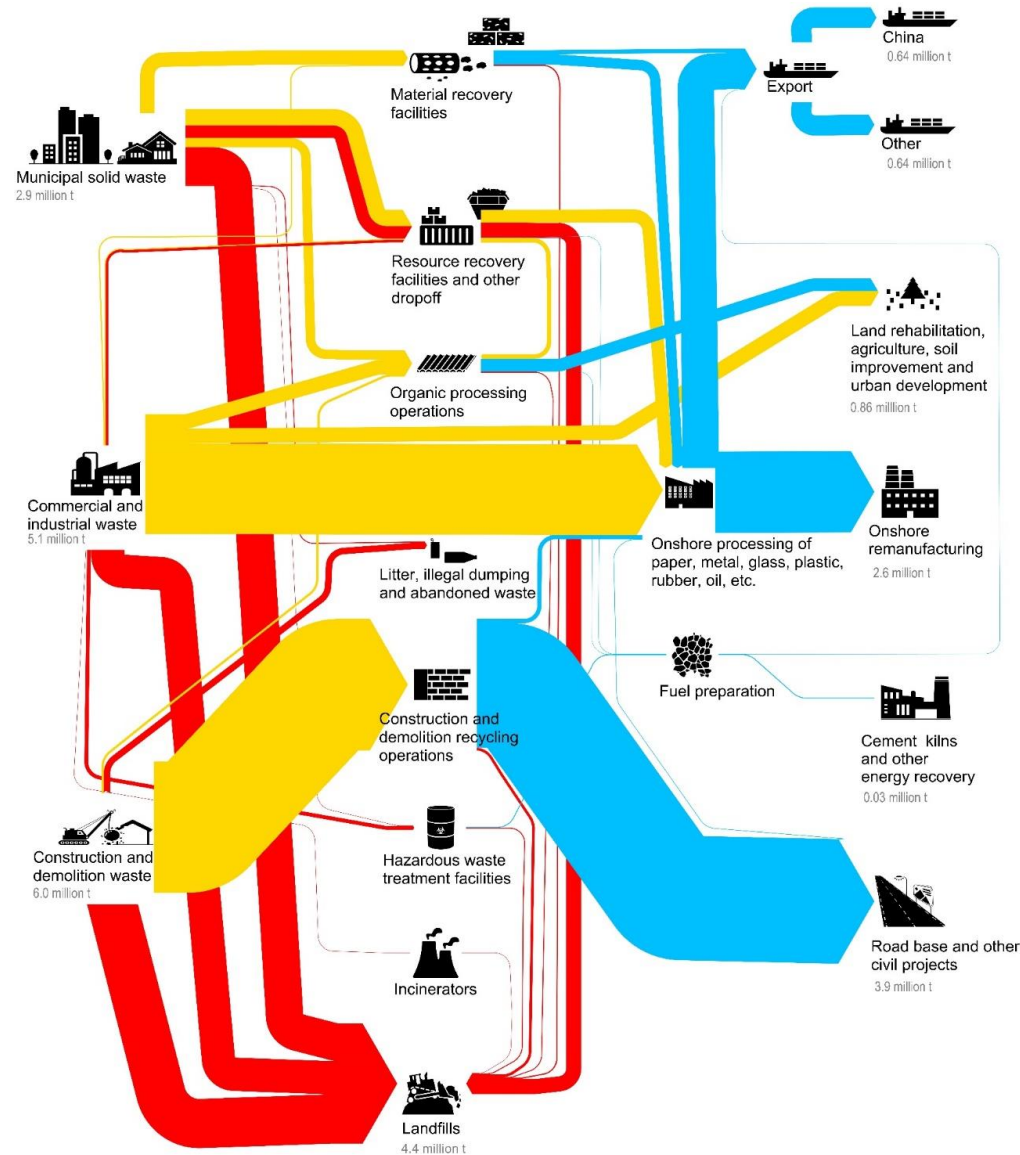 China
0.64 million t
Export
Material recovery
facilities
Other
0.64 million t
Municipal solid waste
2.9 million t
Resource recovery
facilities and other
dropoff
Land rehabilitation,
agriculture, soil
improvement and
urban development
0.86 milllion t
Organic processing
operations
Commercial and
industrial waste
5.1 million t
Onshore processing of
paper, metal, glass, plastic,
rubber, oil, etc.
Onshore
remanufacturing
2.6 million t
Litter, illegal dumping
and abandoned waste
Fuel preparation
Construction and
demolition recycling
operations
Cement kilns
and other
energy recovery
0.03 million t
Construction and
demolition waste
6.0 million t
Hazardous waste
treatment facilities
Road base and other
civil projects
3.9 million t
Incinerators
Landfills
4.4 million t